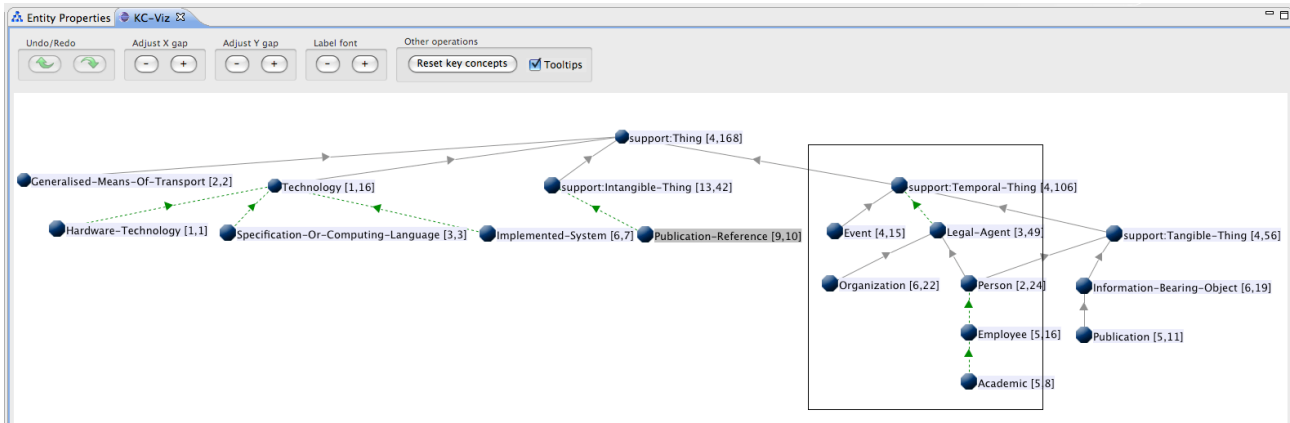 Entity Properties KC-Viz
Undo/Redo Adjust X gap Adjust Y gap Label font Other operations
- + - + - + Reset key concepts Tooltips
support:Thing [4,168]
Generalised-Means-Of-Transport [2,2] Technology [1,16] support:Intangible-Thing [13,42] support:Temporal-Thing [4,106]
Hardware-Technology [1,1] Specification-Or-Computing-Language [3,3] Implemented-System [6,7] Publication-Reference [9,10] Event [4,15] Legal-Agent [3,49] support:Tangible-Thing [4,56]
Organization [6,22] Person [2,24] Information-Bearing-Object [6,19]
Employee [5,16] Publication [5,11]
Academic [5,8]